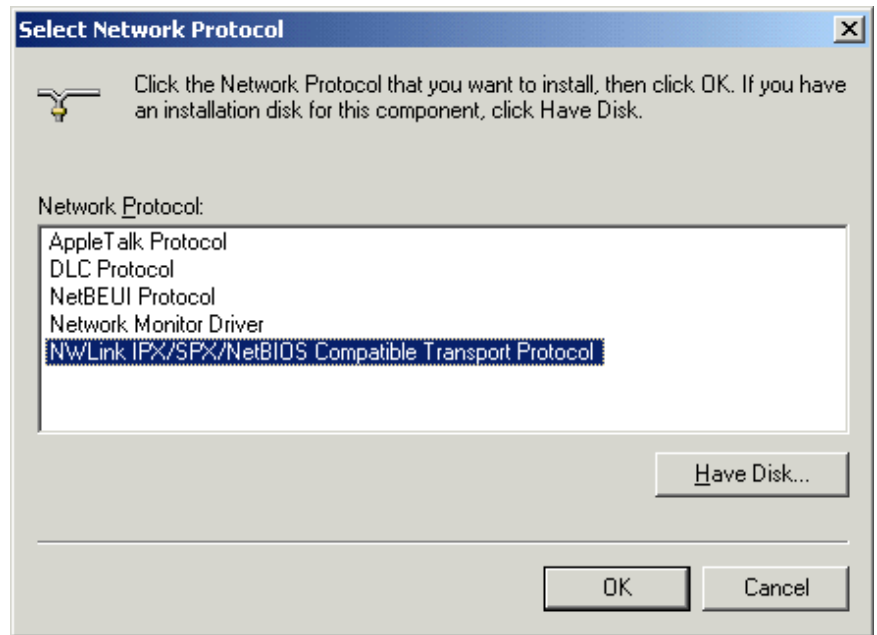 Select Network Protocol
Click the Network Protocol that you want to install, then click OK. If you have
an installation disk for this component, click Have Disk.
Network Protocol:
AppleTalk Protocol
DLC Protocol
NetBEUI Protocol
Network Monitor Driver
NWLink IPX/SPX/NetBIOS Compatible Transport Protocol
Have Disk...
OK
Cancel